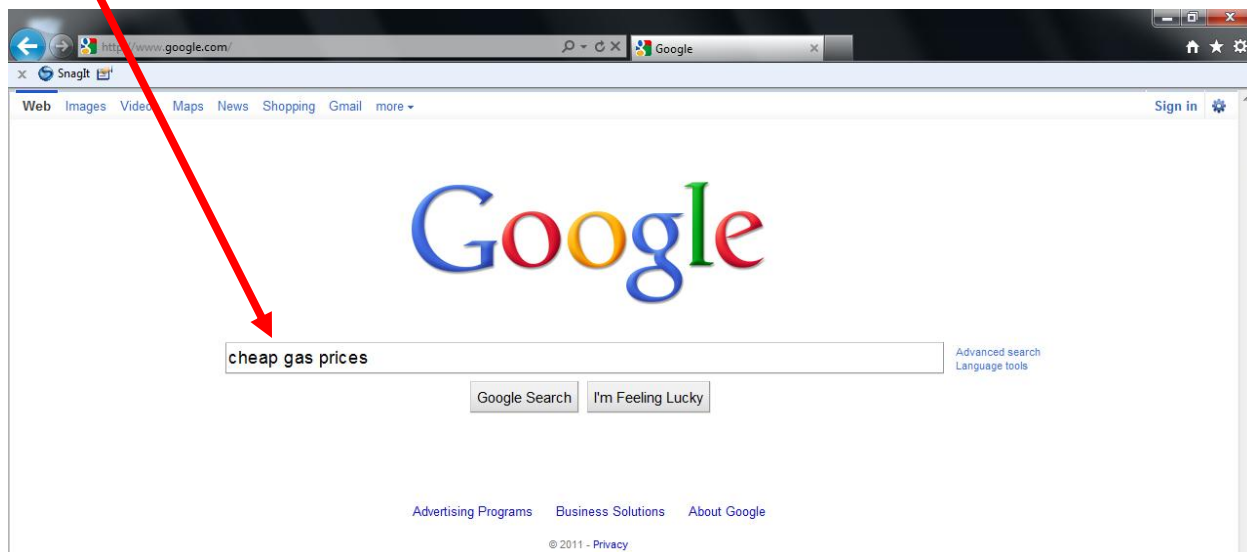 http://www.google.com/
Google
SnagIt
Web Images Videos Maps News Shopping Gmail more
Sign in
Google
cheap gas prices
Advanced search
Language tools
Google Search I'm Feeling Lucky
Advertising Programs Business Solutions About Google
© 2011 - Privacy